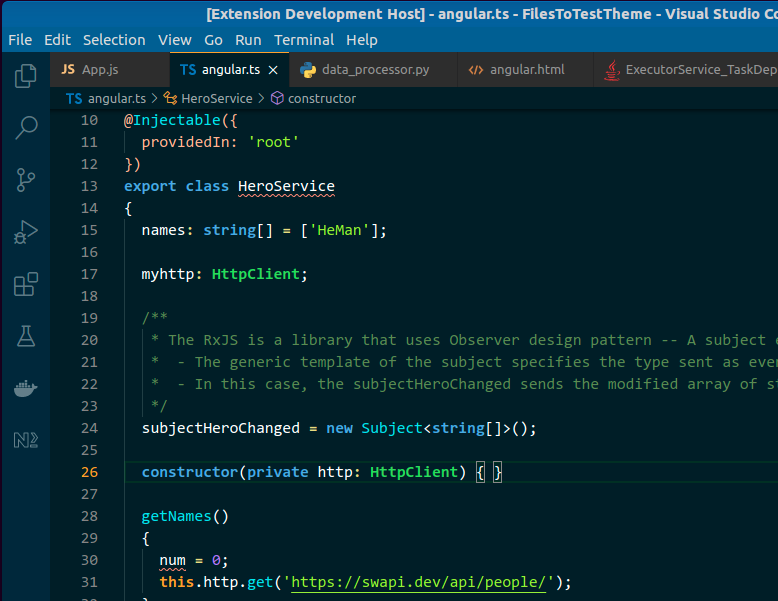 [Extension Development Host] - angular.ts - FilesToTestTheme - Visual Studio
File Edit Selection View Go Run Terminal Help
JS App.js TS angular.ts × data_processor.py <> angular.html
TS angular.ts > HeroService > constructor
10 @Injectable({
11 providedIn: 'root'
12 })
13 export class HeroService
14 {
15 names: string[] = ['HeMan'];
16
17 myhttp: HttpClient;
18
19 /**
20 * The RxJS is a library that uses Observer design pattern -- A subject
21 * - The generic template of the subject specifies the type sent as
22 * - In this case, the subjectHeroChanged sends the modified array of
23 */
24 subjectHeroChanged = new Subject<string[]>();
25
26 constructor(private http: HttpClient) { }
27
28 getNames()
29 {
30 num = 0;
31 this.http.get('https://swapi.dev/api/people/');